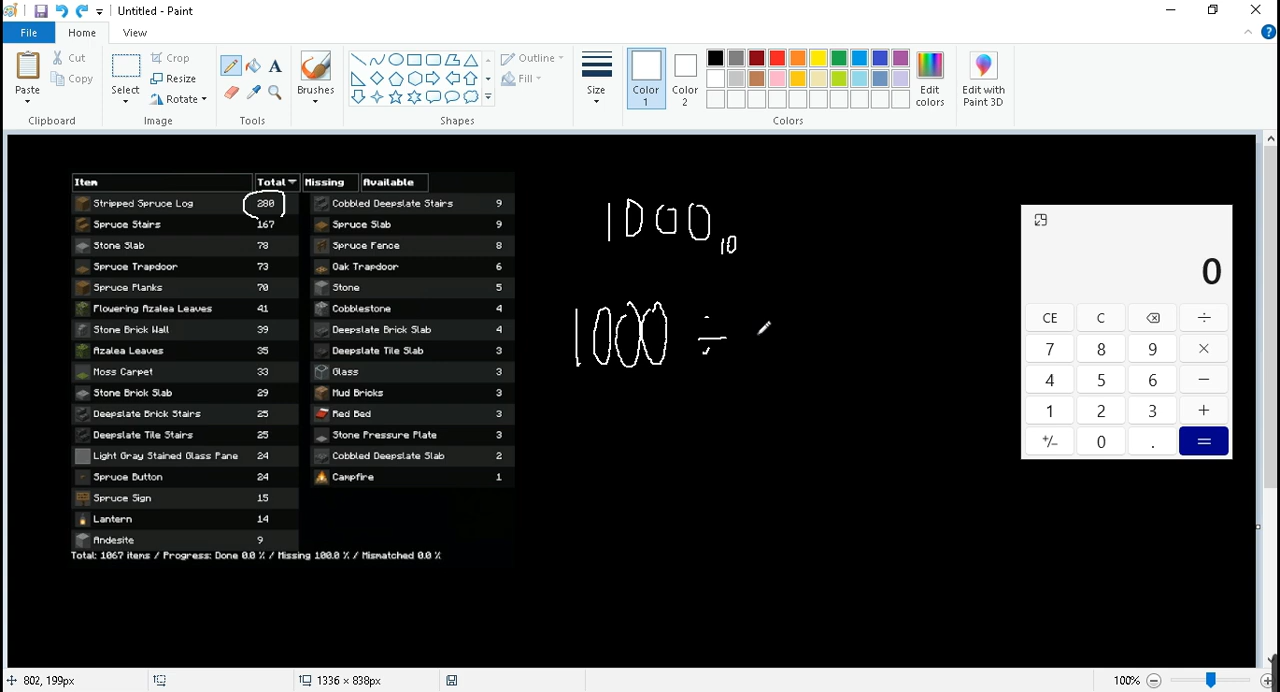 Untitled - Paint
File Home View
Paste
Cut
Copy
Clipboard
Select
Crop
Resize
Rotate
Image
Tools
Brushes
Outline
Fill
Shapes
Size
Color 1
Color 2
Edit colors
Colors
Edit with Paint 3D
Item Total Missing Available
Stripped Spruce Log 280
Spruce Stairs 167
Stone Slab 78
Spruce Trapdoor 73
Spruce Planks 70
Flowering Azalea Leaves 41
Stone Brick Wall 39
Azalea Leaves 35
Moss Carpet 33
Stone Brick Slab 29
Deepslate Brick Stairs 25
Deepslate Tile Stairs 25
Light Gray Stained Glass Pane 24
Spruce Button 24
Spruce Sign 15
Lantern 14
Andesite 9
Cobbled Deepslate Stairs 9
Spruce Slab 9
Spruce Fence 8
Oak Trapdoor 6
Stone 5
Cobblestone 4
Deepslate Brick Slab 4
Deepslate Tile Slab 3
Glass 3
Mud Bricks 3
Red Bed 3
Stone Pressure Plate 3
Cobbled Deepslate Slab 2
Campfire 1
Total: 1067 items / Progress: Done 0.0 % / Missing 100.0 % / Mismatched 0.0 %
1000 10
1000 ÷
0
CE C ⌫ ÷
7 8 9 ×
4 5 6 −
1 2 3 +
+/− 0 . =
802, 199px
1336 × 838px
100%